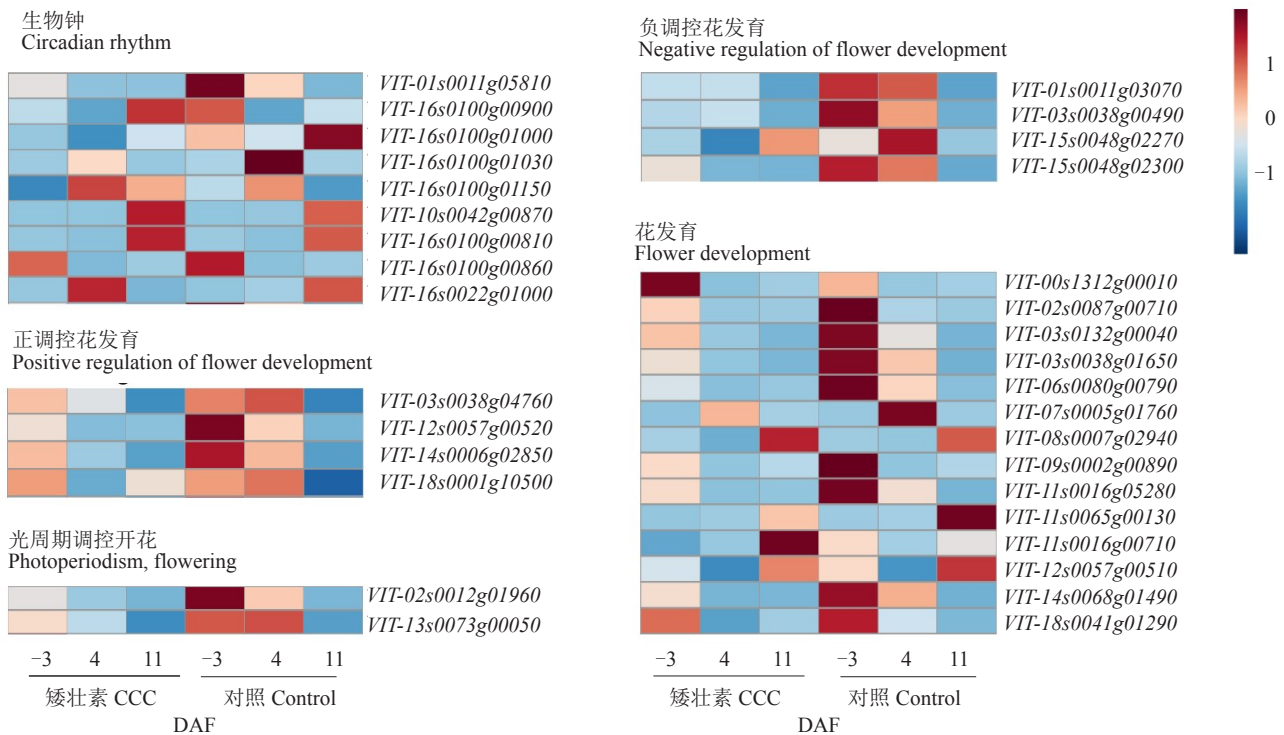 生物钟
Circadian rhythm
VIT-01s0011g05810
VIT-16s0100g00900
VIT-16s0100g01000
VIT-16s0100g01030
VIT-16s0100g01150
VIT-10s0042g00870
VIT-16s0100g00810
VIT-16s0100g00860
VIT-16s0022g01000
正调控花发育
Positive regulation of flower development
VIT-03s0038g04760
VIT-12s0057g00520
VIT-14s0006g02850
VIT-18s0001g10500
光周期调控开花
Photoperiodism, flowering
VIT-02s0012g01960
VIT-13s0073g00050
−3 4 11 −3 4 11
矮壮素 CCC 对照 Control
DAF
负调控花发育
Negative regulation of flower development
VIT-01s0011g03070
VIT-03s0038g00490
VIT-15s0048g02270
VIT-15s0048g02300
花发育
Flower development
VIT-00s1312g00010
VIT-02s0087g00710
VIT-03s0132g00040
VIT-03s0038g01650
VIT-06s0080g00790
VIT-07s0005g01760
VIT-08s0007g02940
VIT-09s0002g00890
VIT-11s0016g05280
VIT-11s0065g00130
VIT-11s0016g00710
VIT-12s0057g00510
VIT-14s0068g01490
VIT-18s0041g01290
−3 4 11 −3 4 11
矮壮素 CCC 对照 Control
DAF
1
0
−1